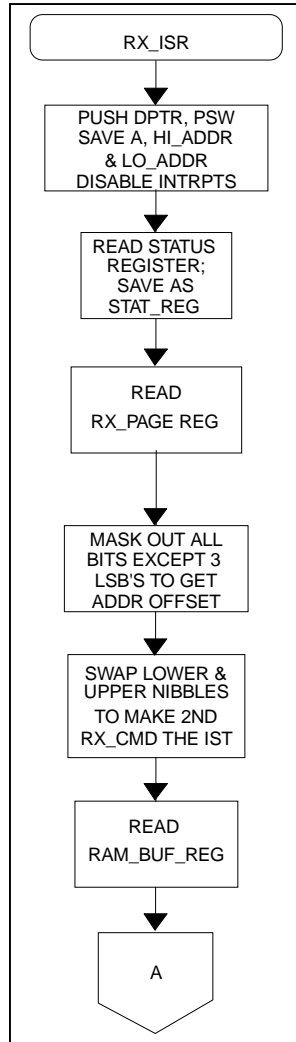 RX_ISR
PUSH DPTR, PSW
SAVE A, HI_ADDR
& LO_ADDR
DISABLE INTRPTS
READ STATUS
REGISTER;
SAVE AS
STAT_REG
READ
RX_PAGE REG
MASK OUT ALL
BITS EXCEPT 3
LSB'S TO GET
ADDR OFFSET
SWAP LOWER &
UPPER NIBBLES
TO MAKE 2ND
RX_CMD THE IST
READ
RAM_BUF_REG
A